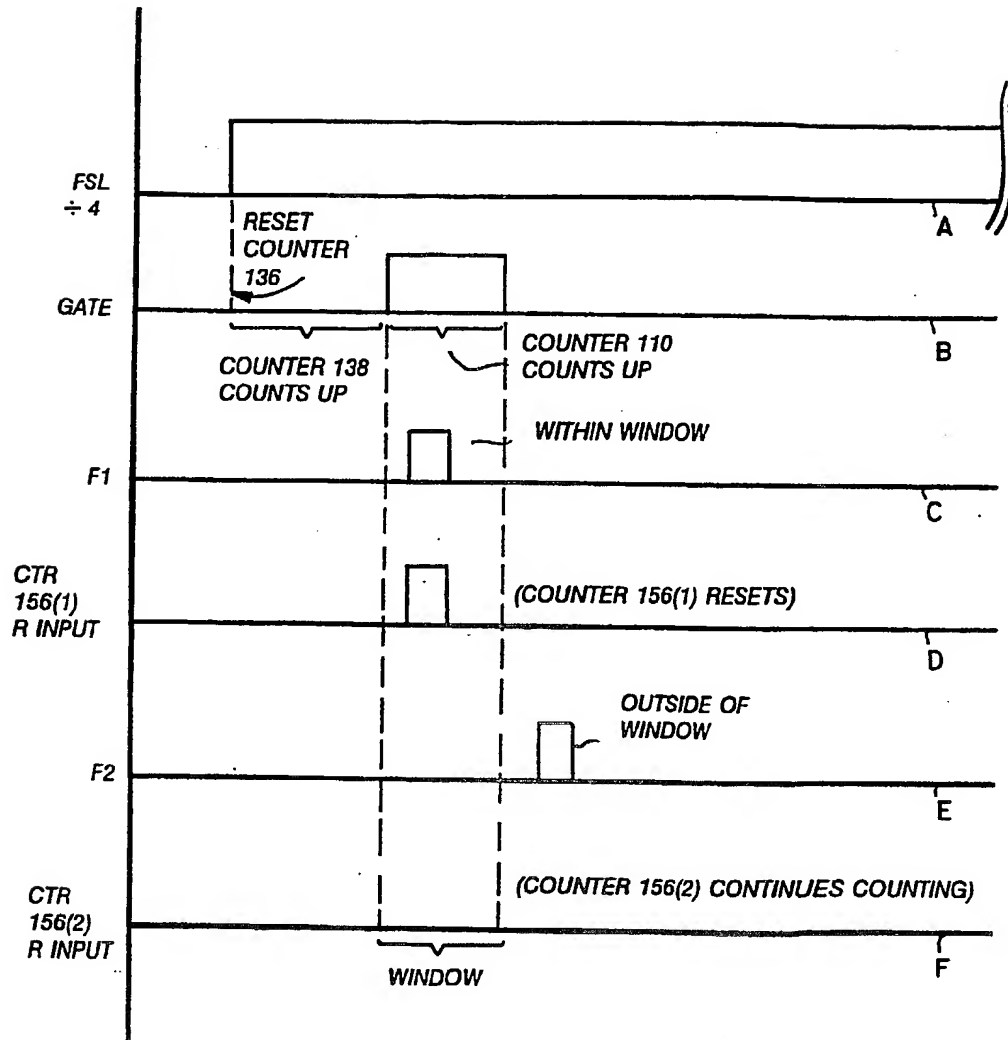 FSL
÷ 4
A
RESET
COUNTER
136
GATE
B
COUNTER 138
COUNTS UP
COUNTER 110
COUNTS UP
WITHIN WINDOW
F1
C
CTR
156(1)
R INPUT
(COUNTER 156(1) RESETS)
D
OUTSIDE OF
WINDOW
F2
E
CTR
156(2)
R INPUT
(COUNTER 156(2) CONTINUES COUNTING)
F
WINDOW